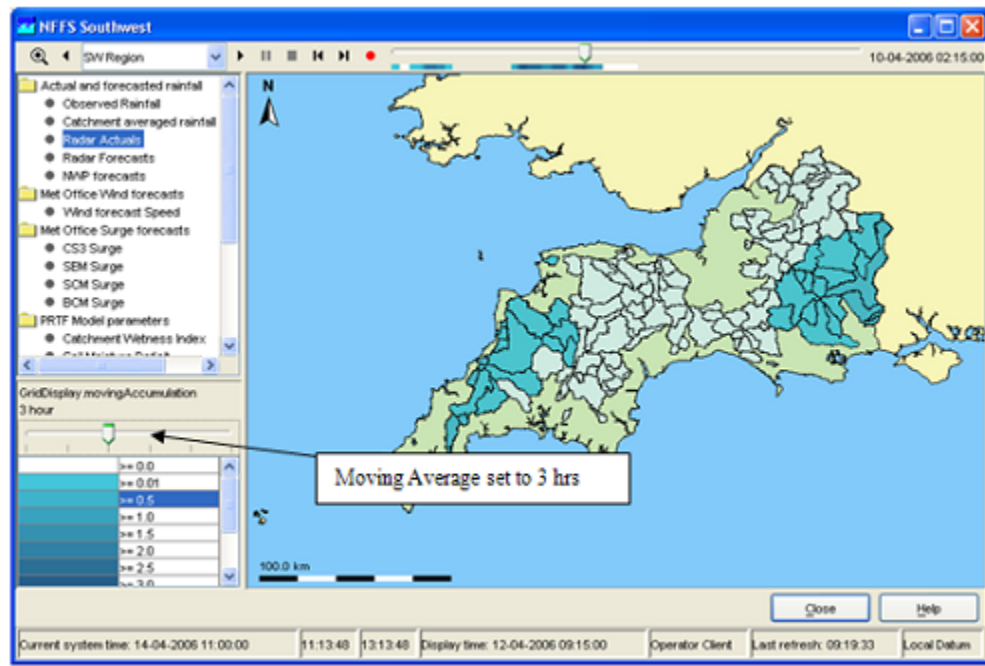 NFFS Southwest
SW Region
10-04-2006 02:15:00
Actual and forecasted rainfall
Observed Rainfall
Catchment averaged rainfall
Radar Actuals
Radar Forecasts
NWP forecasts
Met Office Wind forecasts
Wind forecast Speed
Met Office Surge forecasts
CS3 Surge
SEM Surge
SCM Surge
BCM Surge
PRTF Model parameters
Catchment Wetness Index
GridDisplay.movingAccumulation
3 hour
>= 0.0
>= 0.01
>= 0.5
>= 1.0
>= 1.5
>= 2.0
>= 2.5
>= 3.0
N
Moving Average set to 3 hrs
100.0 km
Close
Help
Current system time: 14-04-2006 11:00:00
11:13:48
13:13:48
Display time: 12-04-2006 09:15:00
Operator Client
Last refresh: 09:19:33
Local Datum